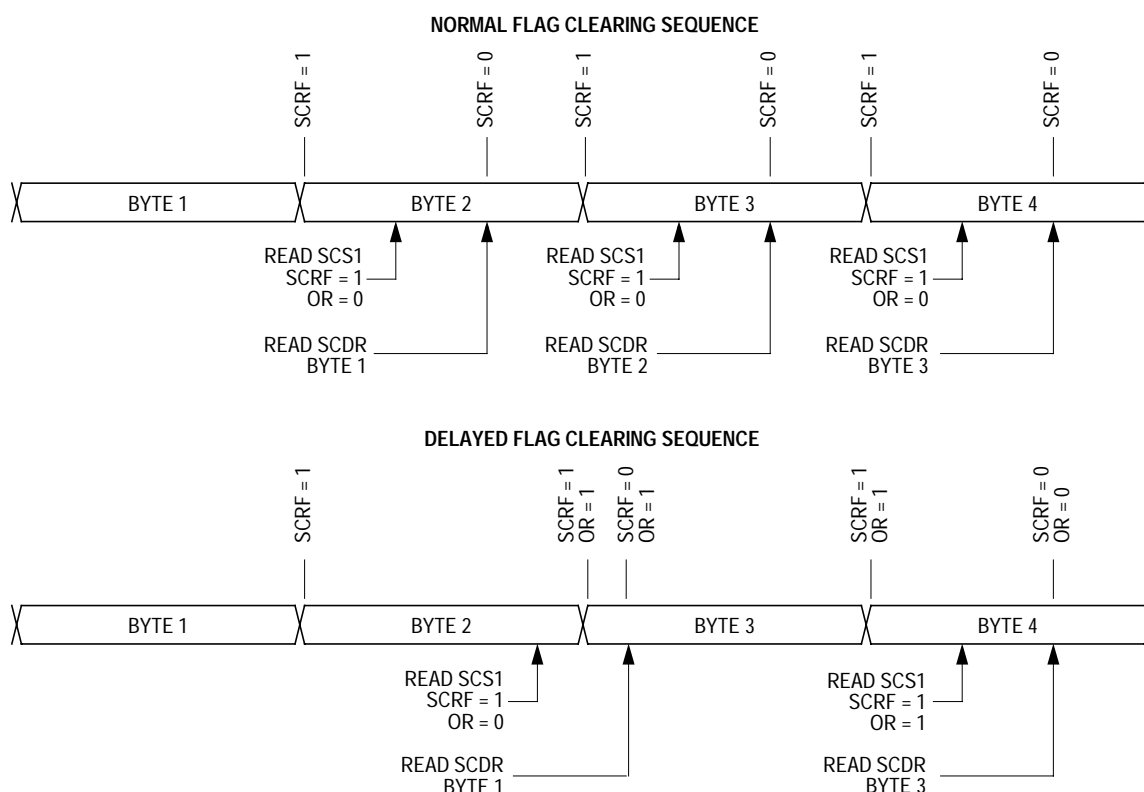 NORMAL FLAG CLEARING SEQUENCE
SCRF = 1
SCRF = 0
SCRF = 1
SCRF = 0
SCRF = 1
SCRF = 0
BYTE 1
BYTE 2
BYTE 3
BYTE 4
READ SCS1
SCRF = 1
OR = 0
READ SCS1
SCRF = 1
OR = 0
READ SCS1
SCRF = 1
OR = 0
READ SCDR
BYTE 1
READ SCDR
BYTE 2
READ SCDR
BYTE 3
DELAYED FLAG CLEARING SEQUENCE
SCRF = 1
SCRF = 1
OR = 1
SCRF = 0
OR = 1
SCRF = 1
OR = 1
SCRF = 0
OR = 0
BYTE 1
BYTE 2
BYTE 3
BYTE 4
READ SCS1
SCRF = 1
OR = 0
READ SCS1
SCRF = 1
OR = 1
READ SCDR
BYTE 1
READ SCDR
BYTE 3